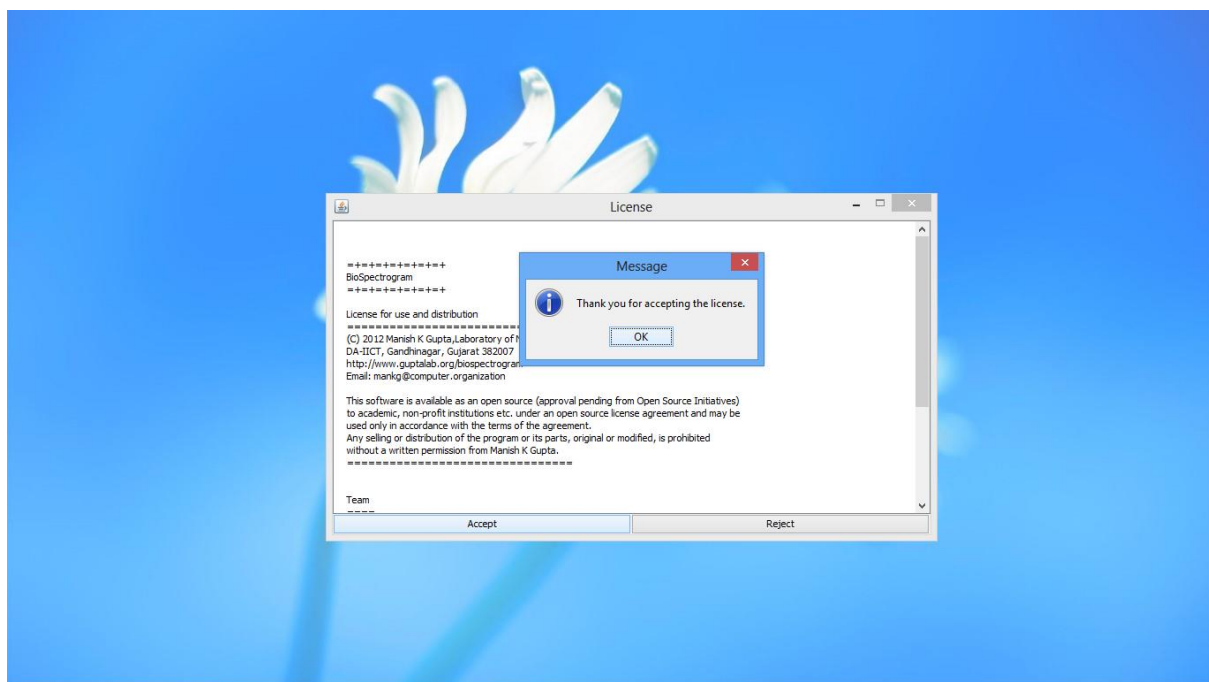 License
=+=+=+=+=+=+=+
BioSpectrogram
=+=+=+=+=+=+=+
License for use and distribution
(C) 2012 Manish K Gupta,Laboratory of
DA-IICT, Gandhinagar, Gujarat 382007
http://www.guptalab.org/biospectrogram
Email: mankg@computer.organization
This software is available as an open source (approval pending from Open Source Initiatives)
to academic, non-profit institutions etc. under an open source license agreement and may be
used only in accordance with the terms of the agreement.
Any selling or distribution of the program or its parts, original or modified, is prohibited
without a written permission from Manish K Gupta.
================================
Team
====
Accept
Reject
Message
Thank you for accepting the license.
OK